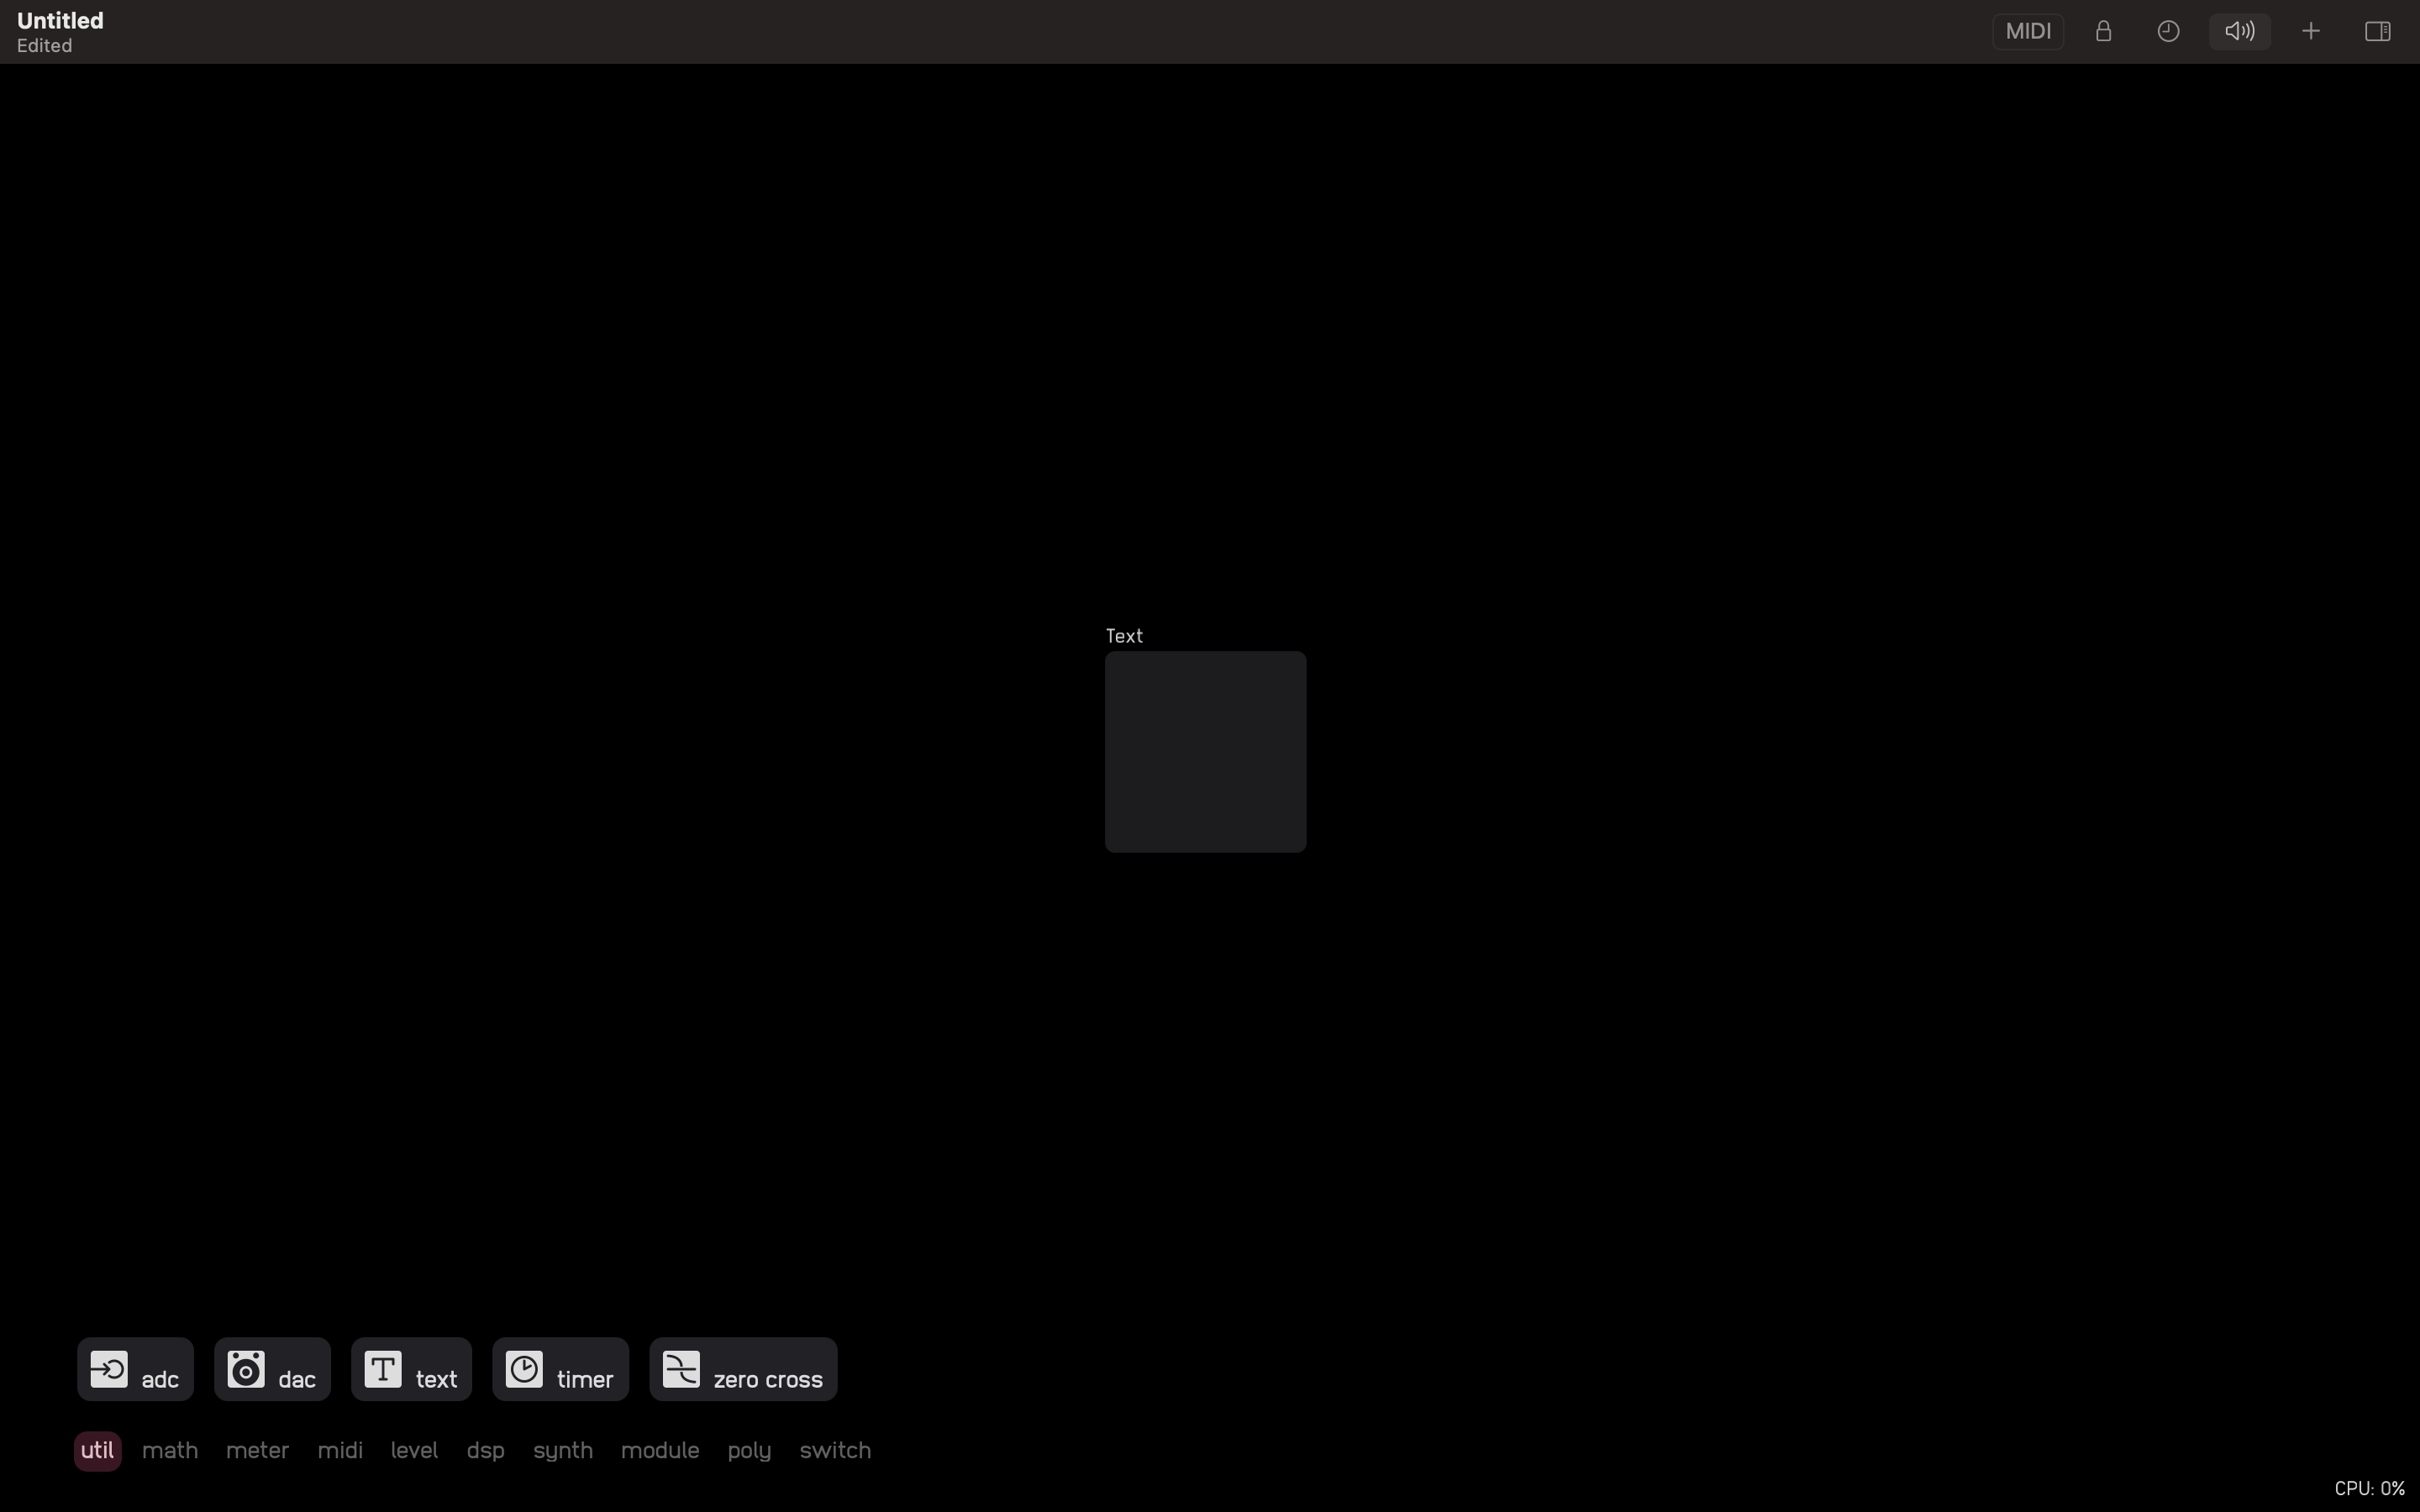 Untitled
Edited
MIDI
Text
adc dac text timer zero cross
util math meter midi level dsp synth module poly switch
CPU: 0%